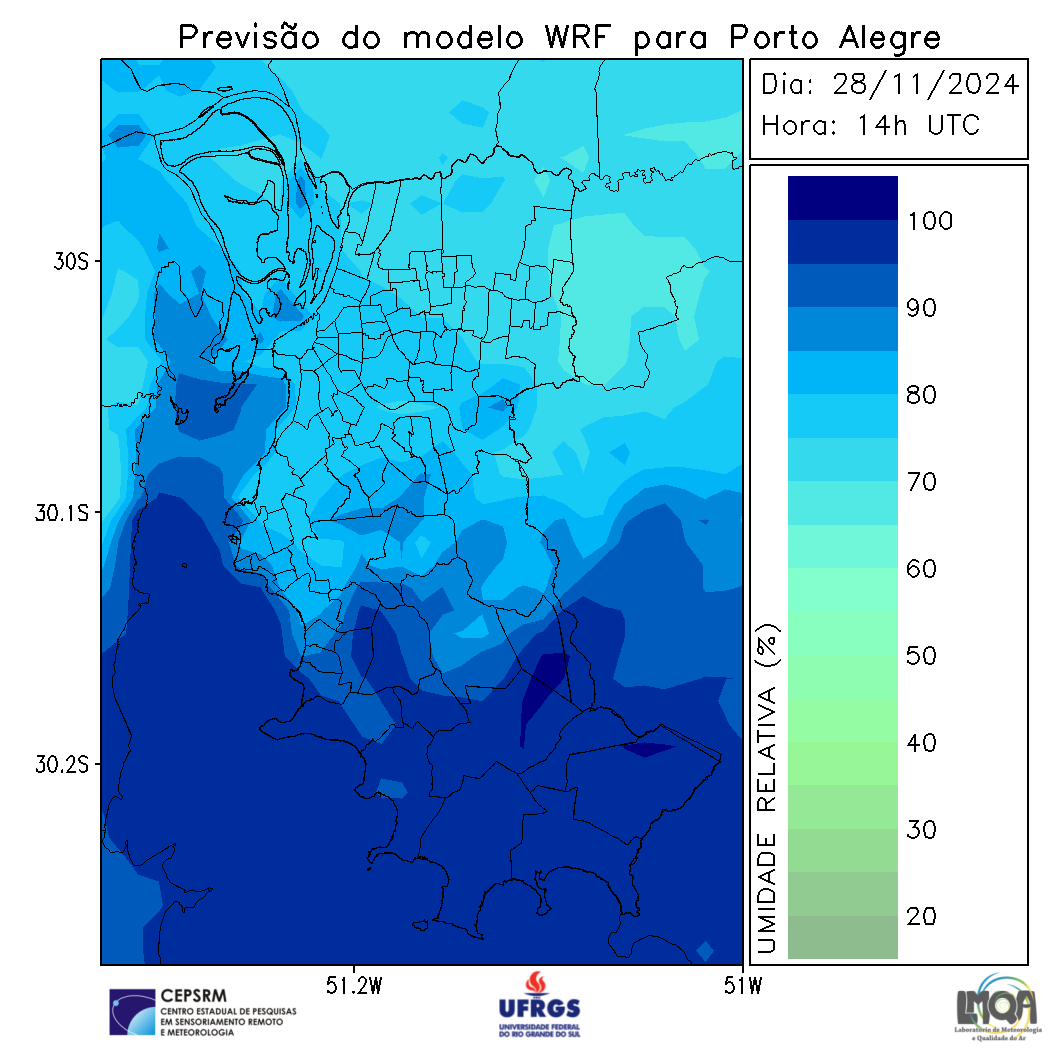 Previsão do modelo WRF para Porto Alegre
Dia: 28/11/2024
Hora: 14h UTC
30S
30.1S
30.2S
51.2W
51W
UMIDADE RELATIVA (%)
100
90
80
70
60
50
40
30
20
CEPSRM
CENTRO ESTADUAL DE PESQUISAS
EM SENSORIAMENTO REMOTO
E METEOROLOGIA
UFRGS
UNIVERSIDADE FEDERAL
DO RIO GRANDE DO SUL
LMQA
Laboratório de Meteorologia
e Qualidade do Ar